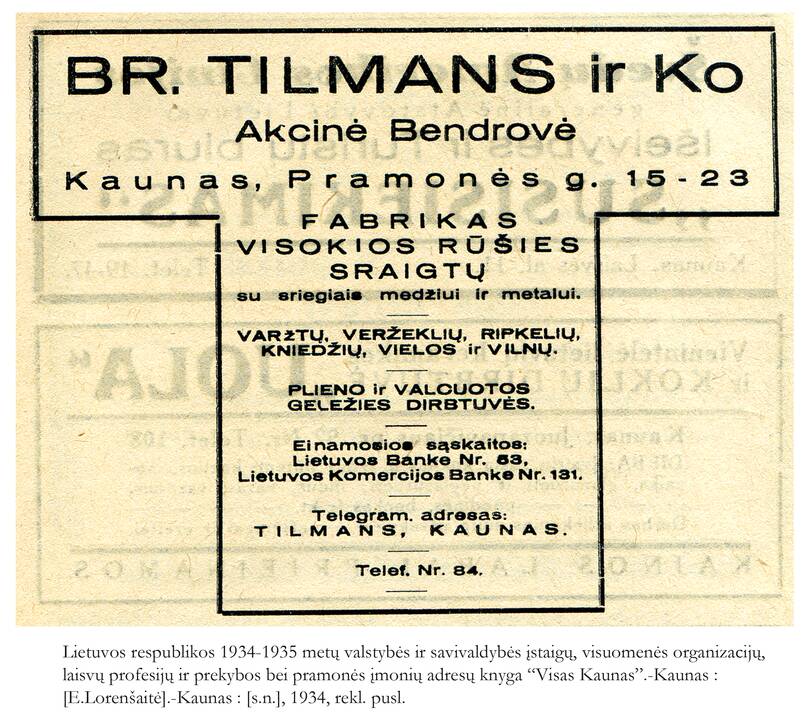 BR. TILMANS ir Ko
Akcinė Bendrovė
Kaunas, Pramonės g. 15-23
FABRIKAS
VISOKIOS RŪŠIES
SRAIGTŲ
su sriegiais medžiui ir metalui.
VARŽTŲ, VERŽEKLIŲ, RIPKELIŲ,
KNIEDŽIŲ, VIELOS ir VILNŲ.
PLIENO ir VALCUOTOS
GELEŽIES DIRBTUVĖS.
Einamosios sąskaitos:
Lietuvos Banke Nr. 53,
Lietuvos Komercijos Banke Nr. 131.
Telegram. adresas:
TILMANS, KAUNAS.
Telef. Nr. 84.
Lietuvos respublikos 1934-1935 metų valstybės ir savivaldybės įstaigų, visuomenės organizacijų,
laisvų profesijų ir prekybos bei pramonės įmonių adresų knyga “Visas Kaunas”.-Kaunas :
[E.Lorenšaitė].-Kaunas : [s.n.], 1934, rekl. pusl.